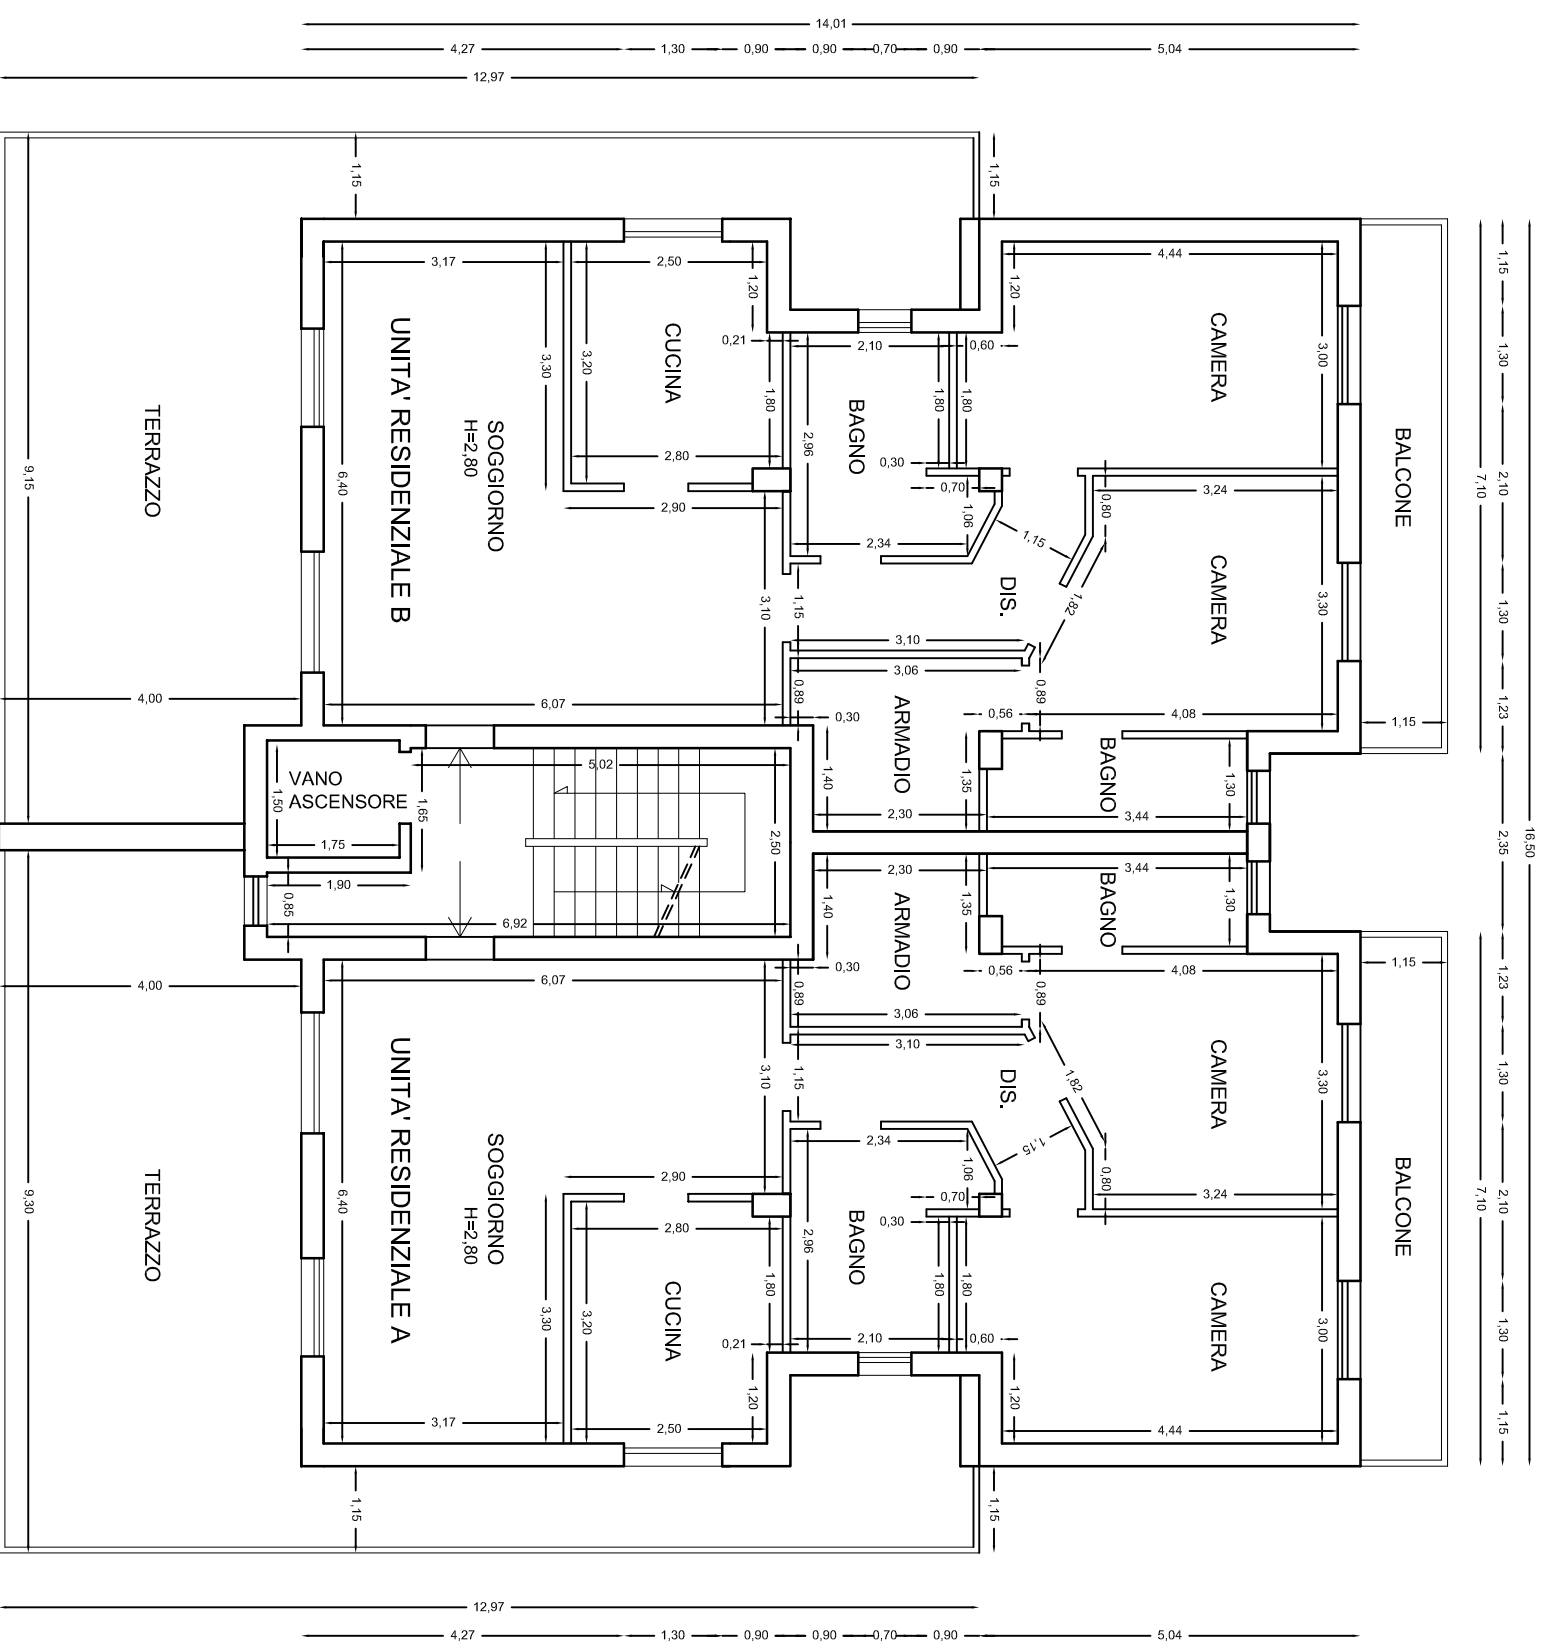 14,01
4,27 1,30 0,90 0,90 0,70 0,90 5,04
12,97
1,15 1,15
4,44
3,17 2,50
1,20 1,20
0,21 2,10 0,60
UNITA' RESIDENZIALE B
SOGGIORNO
H=2,80
CUCINA
BAGNO
CAMERA
BALCONE
TERRAZZO
3,30 3,20 1,80 1,80 1,80 3,00
1,15
1,30
2,10
7,10
1,30
1,23
2,35
16,50
9,15 6,40
2,80 2,96 0,30
2,90 0,70 3,24
1,06 0,80
2,34 1,15
DIS.
CAMERA
3,10 1,15 1,82 3,30
3,10
3,06
4,00 6,07 0,89 0,30 0,56 0,89 4,08 1,15
ARMADIO
BAGNO
VANO
ASCENSORE
5,02
1,50 1,65 1,40 1,35 1,30
2,30 3,44
1,75 2,50
1,90 0,85
6,92
2,30 3,44
1,40 1,35 1,30
ARMADIO
BAGNO
4,00 6,07 0,30 0,89 0,56 0,89 4,08 1,15
3,06
3,10
3,10 1,15 1,82 3,30
DIS.
CAMERA
1,23
1,30
2,10
7,10
1,30
1,15
UNITA' RESIDENZIALE A
SOGGIORNO
H=2,80
TERRAZZO
BALCONE
9,30 6,40
2,34 1,15
2,90 1,06 0,80
0,70 3,24
2,80 0,30
BAGNO
2,96
CUCINA
CAMERA
3,30 3,20 1,80 1,80 1,80 3,00
0,21 2,10 0,60
1,20 1,20
3,17 2,50 4,44
1,15 1,15
12,97
4,27 1,30 0,90 0,90 0,70 0,90 5,04